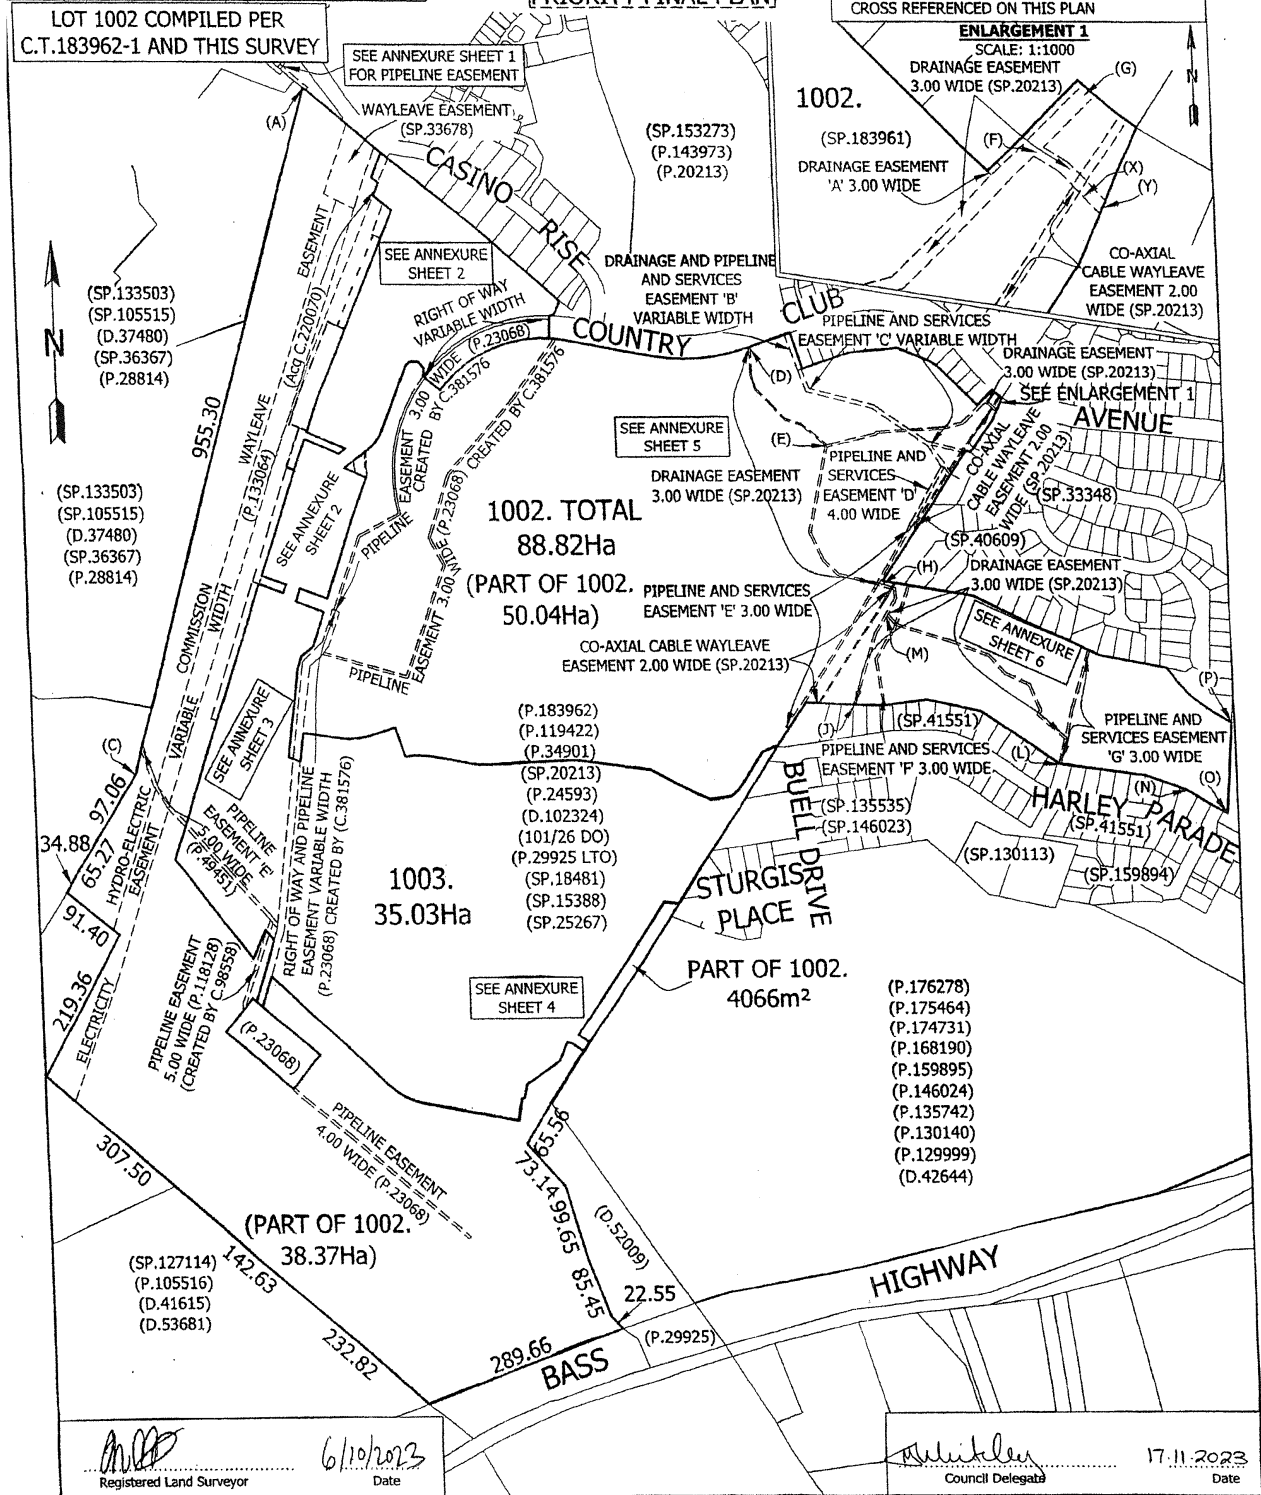 PRIORITY FINAL PLAN
LOT 1002 COMPILED PER
C.T.183962-1 AND THIS SURVEY
CROSS REFERENCED ON THIS PLAN
ENLARGEMENT 1
SCALE: 1:1000
DRAINAGE EASEMENT
3.00 WIDE (SP.20213)
(G)
N
1002.
(SP.183961)
(F)
DRAINAGE EASEMENT
'A' 3.00 WIDE
(X)
(Y)
CO-AXIAL
CABLE WAYLEAVE
EASEMENT 2.00
WIDE (SP.20213)
SEE ANNEXURE SHEET 1
FOR PIPELINE EASEMENT
(A)
WAYLEAVE EASEMENT
(SP.33678)
CASINO RISE
(SP.153273)
(P.143973)
(P.20213)
SEE ANNEXURE
SHEET 2
DRAINAGE AND PIPELINE
AND SERVICES
EASEMENT 'B'
VARIABLE WIDTH
RIGHT OF WAY
VARIABLE WIDTH
(P.23068)
COUNTRY CLUB AVENUE
PIPELINE AND SERVICES
EASEMENT 'C' VARIABLE WIDTH
DRAINAGE EASEMENT
3.00 WIDE (SP.20213)
SEE ENLARGEMENT 1
(SP.133503)
(SP.105515)
(D.37480)
(SP.36367)
(P.28814)
N
955.30
EASEMENT
(Acq C.220070)
WAYLEAVE
(P.133064)
COMMISSION
WIDTH
VARIABLE
HYDRO-ELECTRIC
EASEMENT
ELECTRICITY
(D)
(E)
SEE ANNEXURE
SHEET 5
DRAINAGE EASEMENT
3.00 WIDE (SP.20213)
PIPELINE AND
SERVICES
EASEMENT 'D'
4.00 WIDE
CO-AXIAL
CABLE WAYLEAVE
EASEMENT 2.00
WIDE (SP.20213)
(SP.33348)
(SP.40609)
(SP.133503)
(SP.105515)
(D.37480)
(SP.36367)
(P.28814)
SEE ANNEXURE
SHEET 2
PIPELINE EASEMENT 3.00 WIDE
CREATED BY C.381576
PIPELINE EASEMENT 3.00 WIDE (P.23068) CREATED BY C.381576
1002. TOTAL
88.82Ha
(PART OF 1002.
50.04Ha)
PIPELINE AND SERVICES
EASEMENT 'E' 3.00 WIDE
CO-AXIAL CABLE WAYLEAVE
EASEMENT 2.00 WIDE (SP.20213)
(H)
DRAINAGE EASEMENT
3.00 WIDE (SP.20213)
SEE ANNEXURE
SHEET 6
(M)
(P)
(J)
(SP.41551)
PIPELINE AND SERVICES
EASEMENT 'F' 3.00 WIDE
(L)
PIPELINE AND
SERVICES EASEMENT
'G' 3.00 WIDE
(N)
(O)
HARLEY PARADE
(SP.41551)
BUELL DRIVE
(SP.135535)
(SP.146023)
(SP.130113)
(SP.159894)
(P.183962)
(P.119422)
(P.34901)
(SP.20213)
(P.24593)
(D.102324)
(101/26 DO)
(P.29925 LTO)
(SP.18481)
(SP.15388)
(SP.25267)
SEE ANNEXURE
SHEET 3
(C)
97.06
34.88
65.27
91.40
219.36
PIPELINE
EASEMENT 'E'
5.00 WIDE
(P.49451)
RIGHT OF WAY AND PIPELINE
EASEMENT VARIABLE WIDTH
(P.23068) CREATED BY (C.381576)
1003.
35.03Ha
STURGIS
PLACE
PART OF 1002.
4066m²
SEE ANNEXURE
SHEET 4
PIPELINE EASEMENT
5.00 WIDE (P.118128)
(CREATED BY C.98558)
(P.23068)
PIPELINE EASEMENT
4.00 WIDE (P.23068)
(P.176278)
(P.175464)
(P.174731)
(P.168190)
(P.159895)
(P.146024)
(P.135742)
(P.130140)
(P.129999)
(D.42644)
65.56
73.14
99.65
85.45
(D.52009)
22.55
307.50
(PART OF 1002.
38.37Ha)
142.63
(SP.127114)
(P.105516)
(D.41615)
(D.53681)
232.82
289.66
BASS HIGHWAY
(P.29925)
6/10/2023
Registered Land Surveyor
Date
17.11.2023
Council Delegate
Date